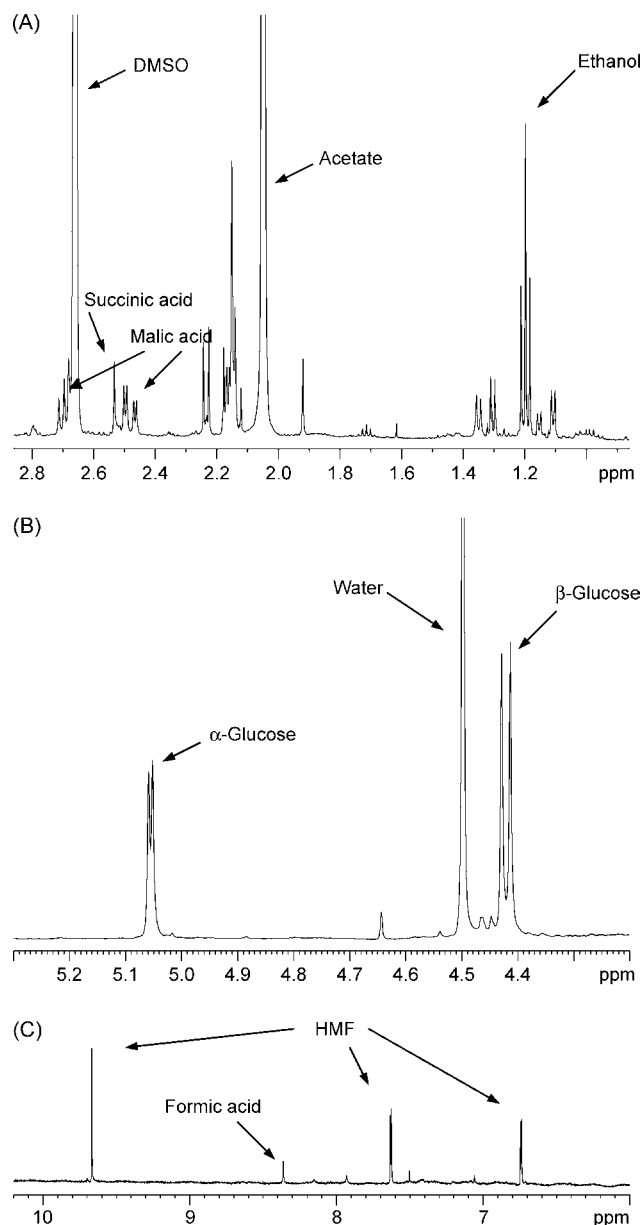 (A)
DMSO
Ethanol
Acetate
Succinic acid
Malic acid
2.8 2.6 2.4 2.2 2.0 1.8 1.6 1.4 1.2 ppm
(B)
Water
β-Glucose
α-Glucose
5.2 5.1 5.0 4.9 4.8 4.7 4.6 4.5 4.4 ppm
(C)
HMF
Formic acid
10 9 8 7 ppm